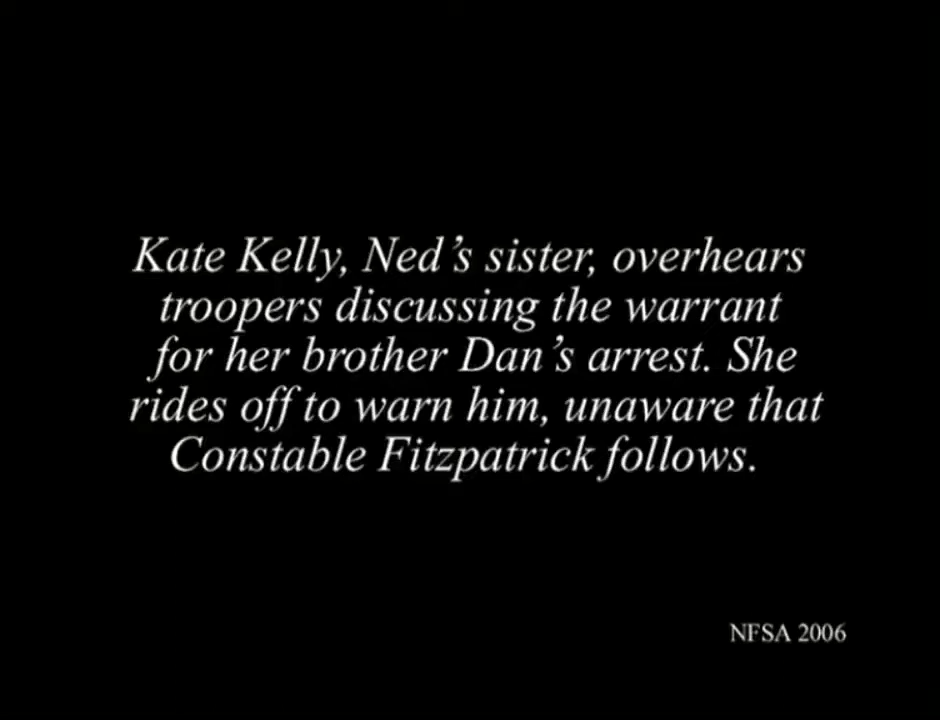 Kate Kelly, Ned’s sister, overhears
troopers discussing the warrant
for her brother Dan’s arrest. She
rides off to warn him, unaware that
Constable Fitzpatrick follows.
NFSA 2006